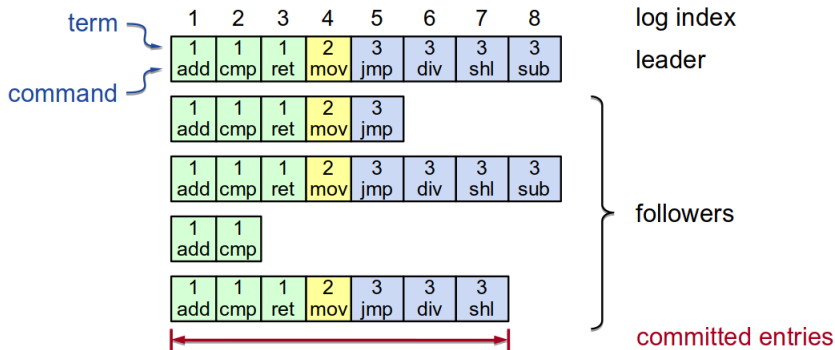 term 1 2 3 4 5 6 7 8 log index
1 1 1 2 3 3 3 3
command add cmp ret mov jmp div shl sub leader
1 1 1 2 3
add cmp ret mov jmp
1 1 1 2 3 3 3 3
add cmp ret mov jmp div shl sub
followers
1 1
add cmp
1 1 1 2 3 3 3
add cmp ret mov jmp div shl
committed entries